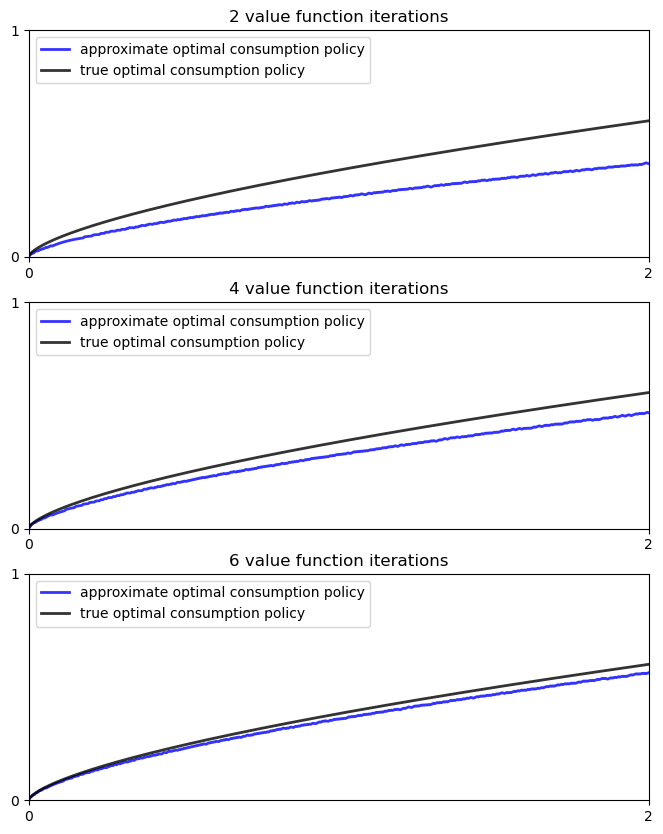 2 value function iterations
1
approximate optimal consumption policy
true optimal consumption policy
0
0
2
4 value function iterations
1
approximate optimal consumption policy
true optimal consumption policy
0
0
2
6 value function iterations
1
approximate optimal consumption policy
true optimal consumption policy
0
0
2